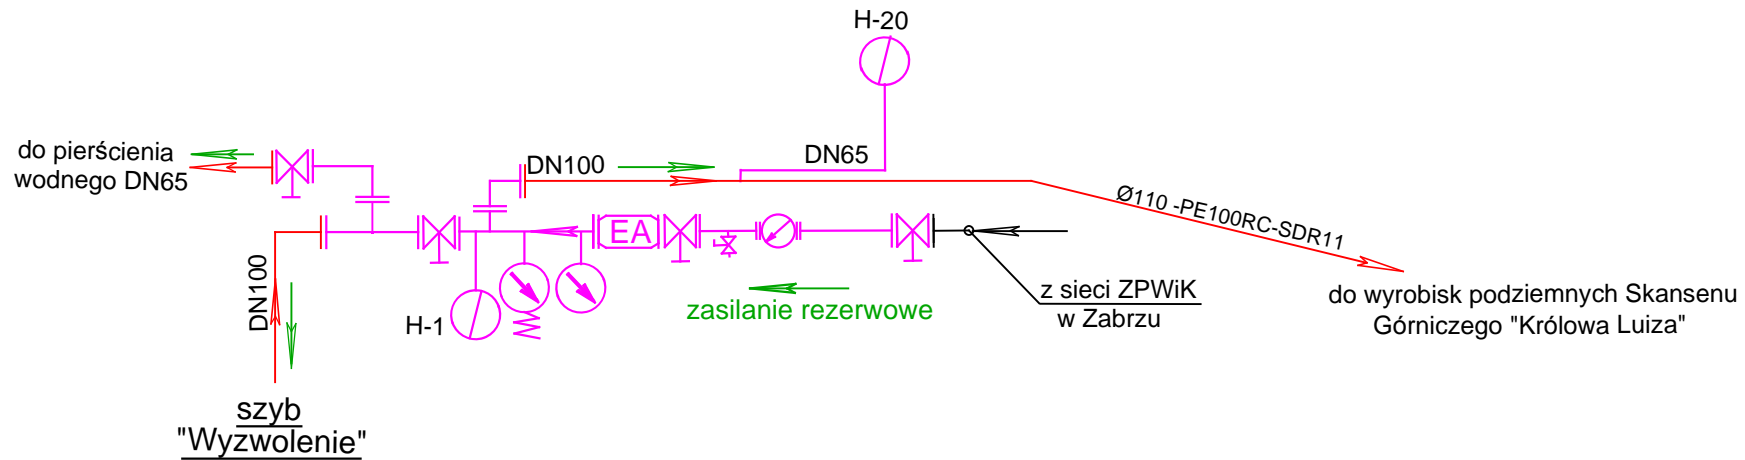 H-20
do pierścienia
wodnego DN65
DN100
DN65
Ø110 -PE100RC-SDR11
EA
DN100
H-1
zasilanie rezerwowe
z sieci ZPWiK
w Zabrzu
do wyrobisk podziemnych Skansenu
Górniczego "Królowa Luiza"
szyb
"Wyzwolenie"